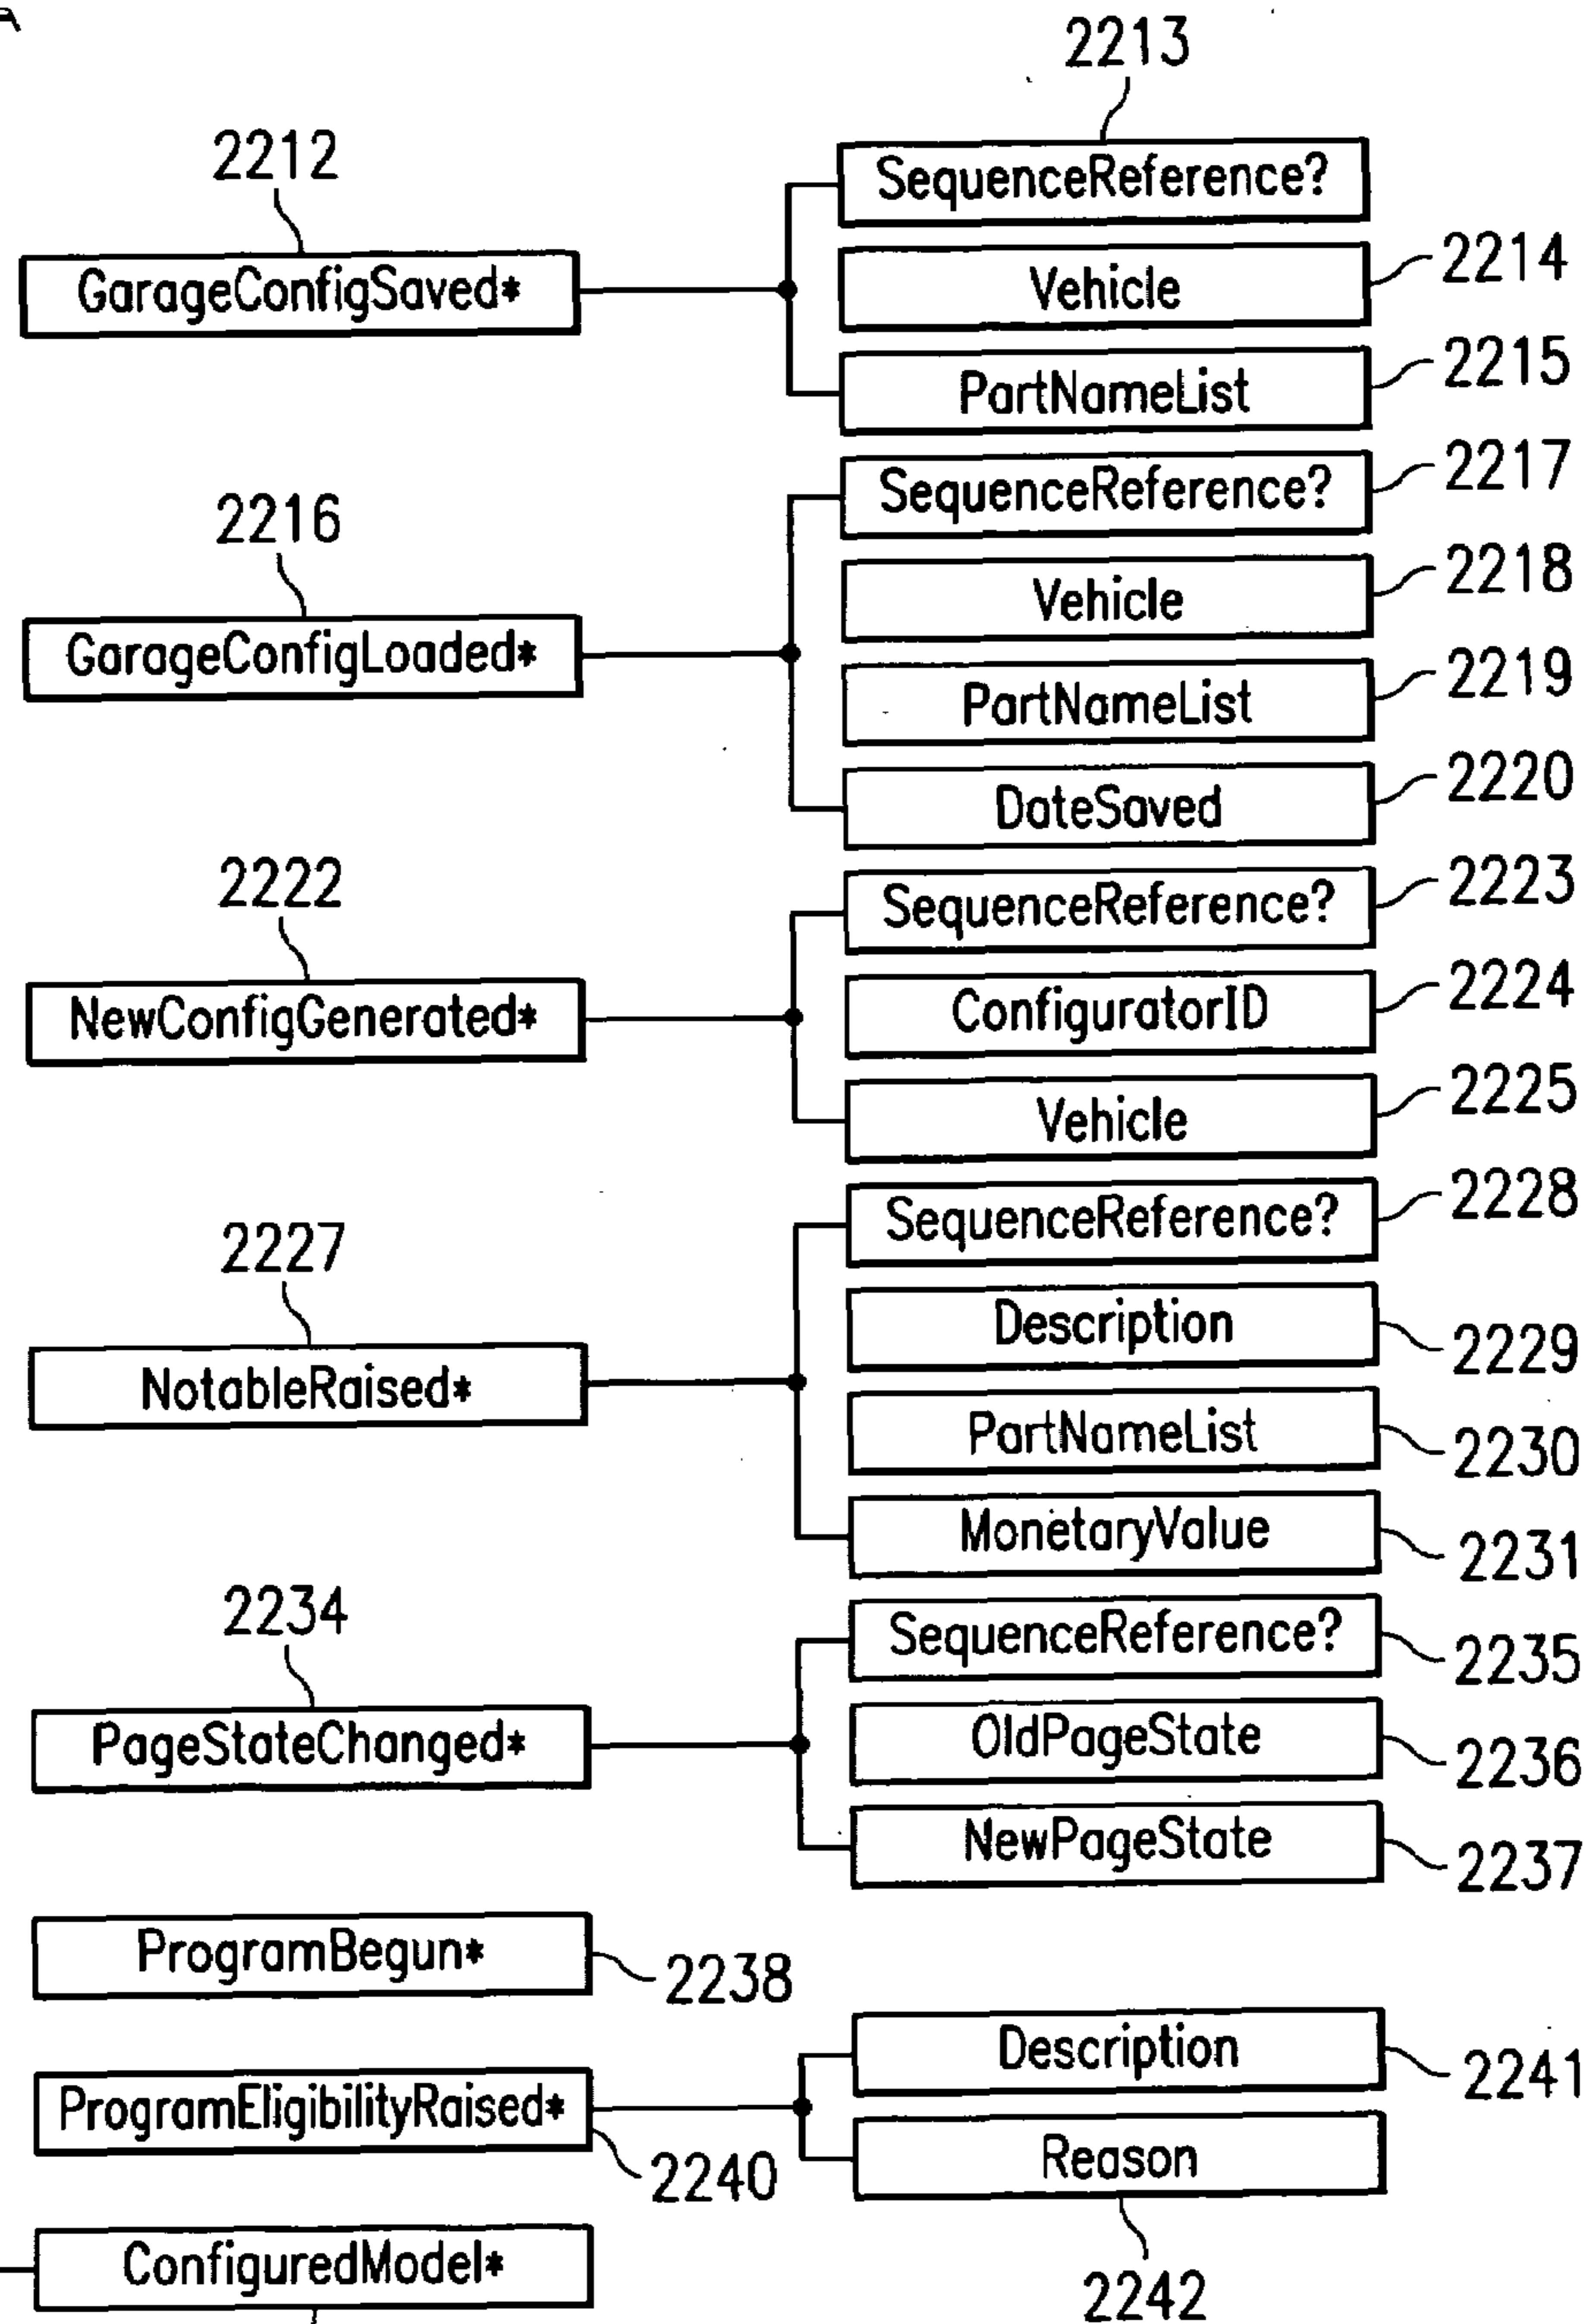 2213
2212
SequenceReference?
GarageConfigSaved*
Vehicle
2214
PartNameList
2215
2216
SequenceReference?
2217
GarageConfigLoaded*
Vehicle
2218
PartNameList
2219
DateSaved
2220
2222
SequenceReference?
2223
NewConfigGenerated*
ConfiguratorID
2224
Vehicle
2225
2227
SequenceReference?
2228
NotableRaised*
Description
2229
PartNameList
2230
MonetaryValue
2231
2234
SequenceReference?
2235
PageStateChanged*
OldPageState
2236
NewPageState
2237
ProgramBegun*
2238
Description
2241
ProgramEligibilityRaised*
2240
Reason
2242
ConfiguredModel*